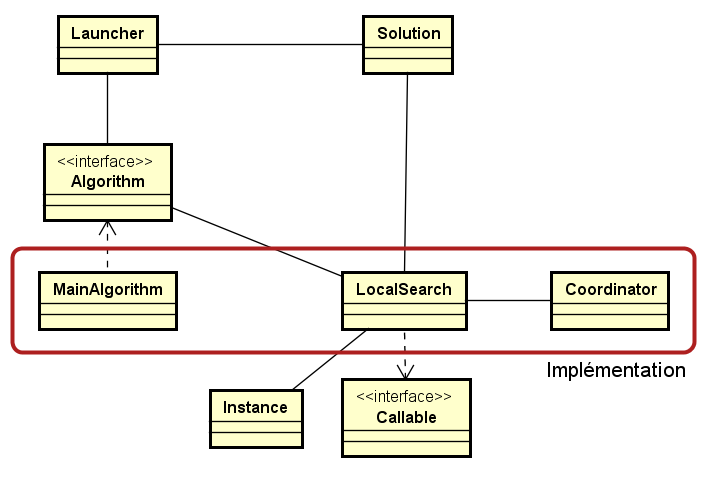 Launcher
Solution
<<interface>>
Algorithm
MainAlgorithm
LocalSearch
Coordinator
Implémentation
Instance
<<interface>>
Callable